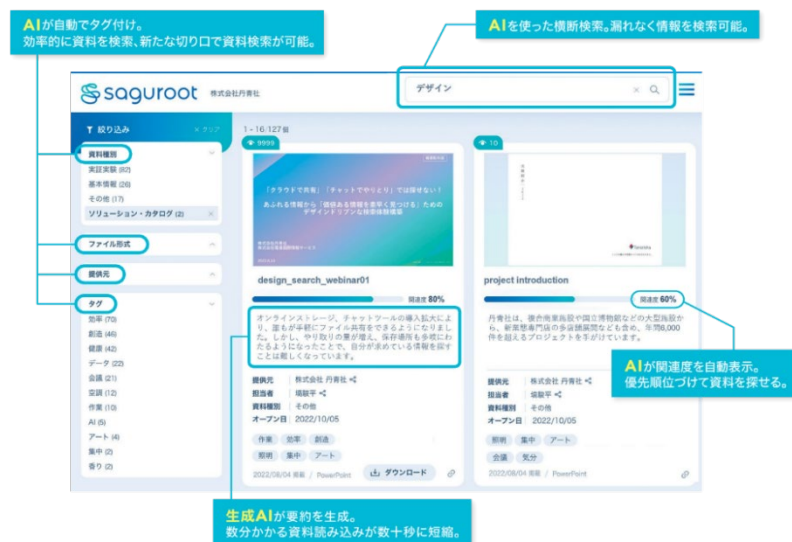 AIが自動でタグ付け。
効率的に資料を検索、新たな切り口で資料検索が可能。
AIを使った横断検索。漏れなく情報を検索可能。
saguroot
株式会社丹青社
デザイン
×
絞り込み
× クリア
資料種別
実証実験 (82)
基本情報 (26)
その他 (17)
ソリューション・カタログ (2) ×
ファイル形式
提供元
タグ
効率 (70)
創造 (46)
健康 (42)
データ (22)
会議 (21)
空調 (12)
作業 (10)
AI (5)
アート (4)
集中 (2)
香り (2)
1 - 16/127 件
9999
「クラウドで共有」「チャットでやりとり」では探せない！
あふれる情報から「価値ある情報を素早く見つける」ための
デザインドリブンな検索体験構築
design_search_webinar01
関連度 80%
オンラインストレージ、チャットツールの導入拡大によ
り、誰もが手軽にファイル共有をできるようになりまし
た。しかし、やり取りの量が増え、保存場所も多岐にわ
たるようになったことで、自分が求めている情報を探す
ことは難しくなっています。
提供元 株式会社 丹青社
担当者
資料種別 その他
オープン日 2022/10/05
作業 効率 創造
照明 集中 アート
2022/08/04 掲載 / PowerPoint
ダウンロード
10
project introduction
関連度 60%
丹青社は、複合商業施設や国立博物館などの大型施設か
ら、新業態専門店の多店舗展開なども含め、年間6,000
件を超えるプロジェクトを手がけています。
提供元 株式会社 丹青社
担当者
資料種別 その他
オープン日 2022/10/05
照明 集中 アート
会議 気分
2022/08/04 掲載 / PowerPoint
AIが関連度を自動表示。
優先順位づけて資料を探せる。
生成AIが要約を生成。
数分かかる資料読み込みが数十秒に短縮。